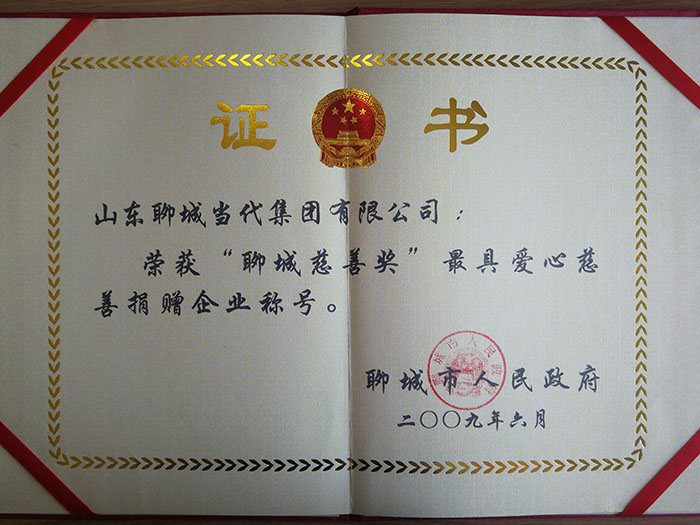 证书
山东聊城当代集团有限公司：
荣获“聊城慈善奖”最具爱心慈
善捐赠企业称号。
聊城市人民政府
二〇〇九年六月